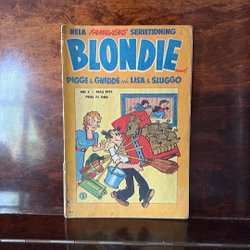 HELA FAMILJENS SERIETIDNING
BLONDIE
PIGGE & GNIDDE och LISA & SLUGGO